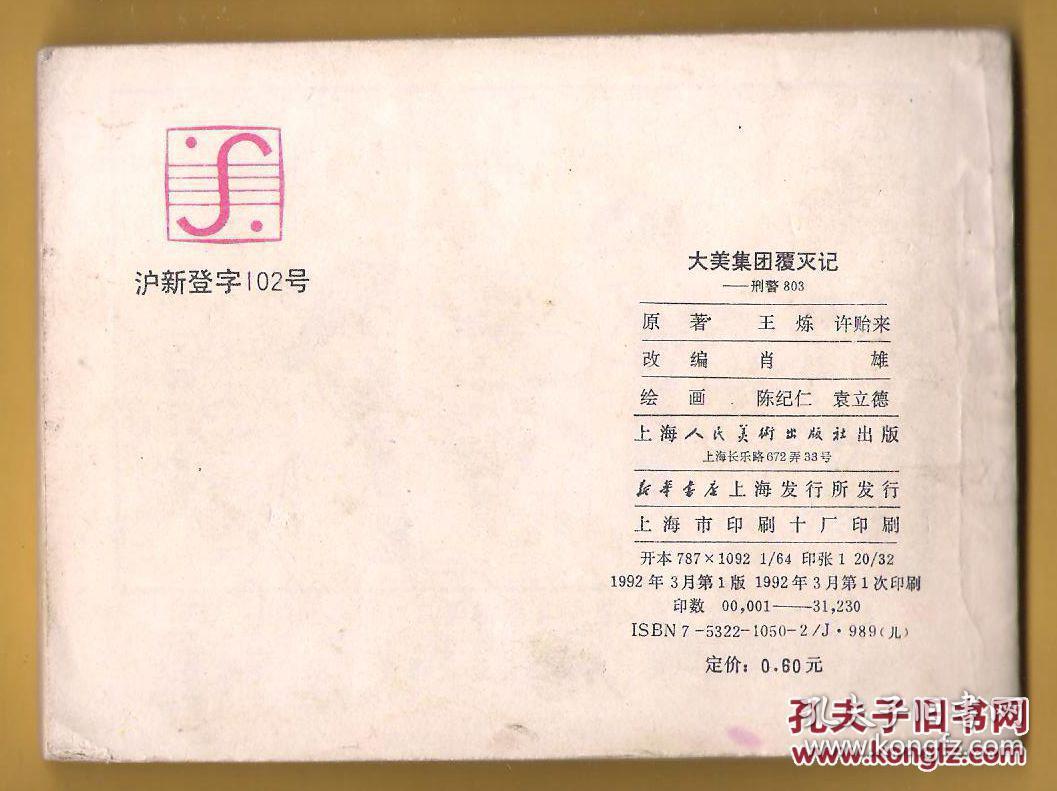 沪新登字102号
大美集团覆灭记
——刑警 803
原著 王炼 许贻来
改编 肖雄
绘画 陈纪仁 袁立德
上海人民美術出版社出版
上海长乐路672弄33号
新华書店上海发行所发行
上海市印刷十厂印刷
开本 787×1092 1/64 印张 1 20/32
1992年3月第1版 1992年3月第1次印刷
印数 00,001——31,230
ISBN 7-5322-1050-2/J·989(儿)
定价：0.60元
孔夫子旧书网
www.kongfz.com